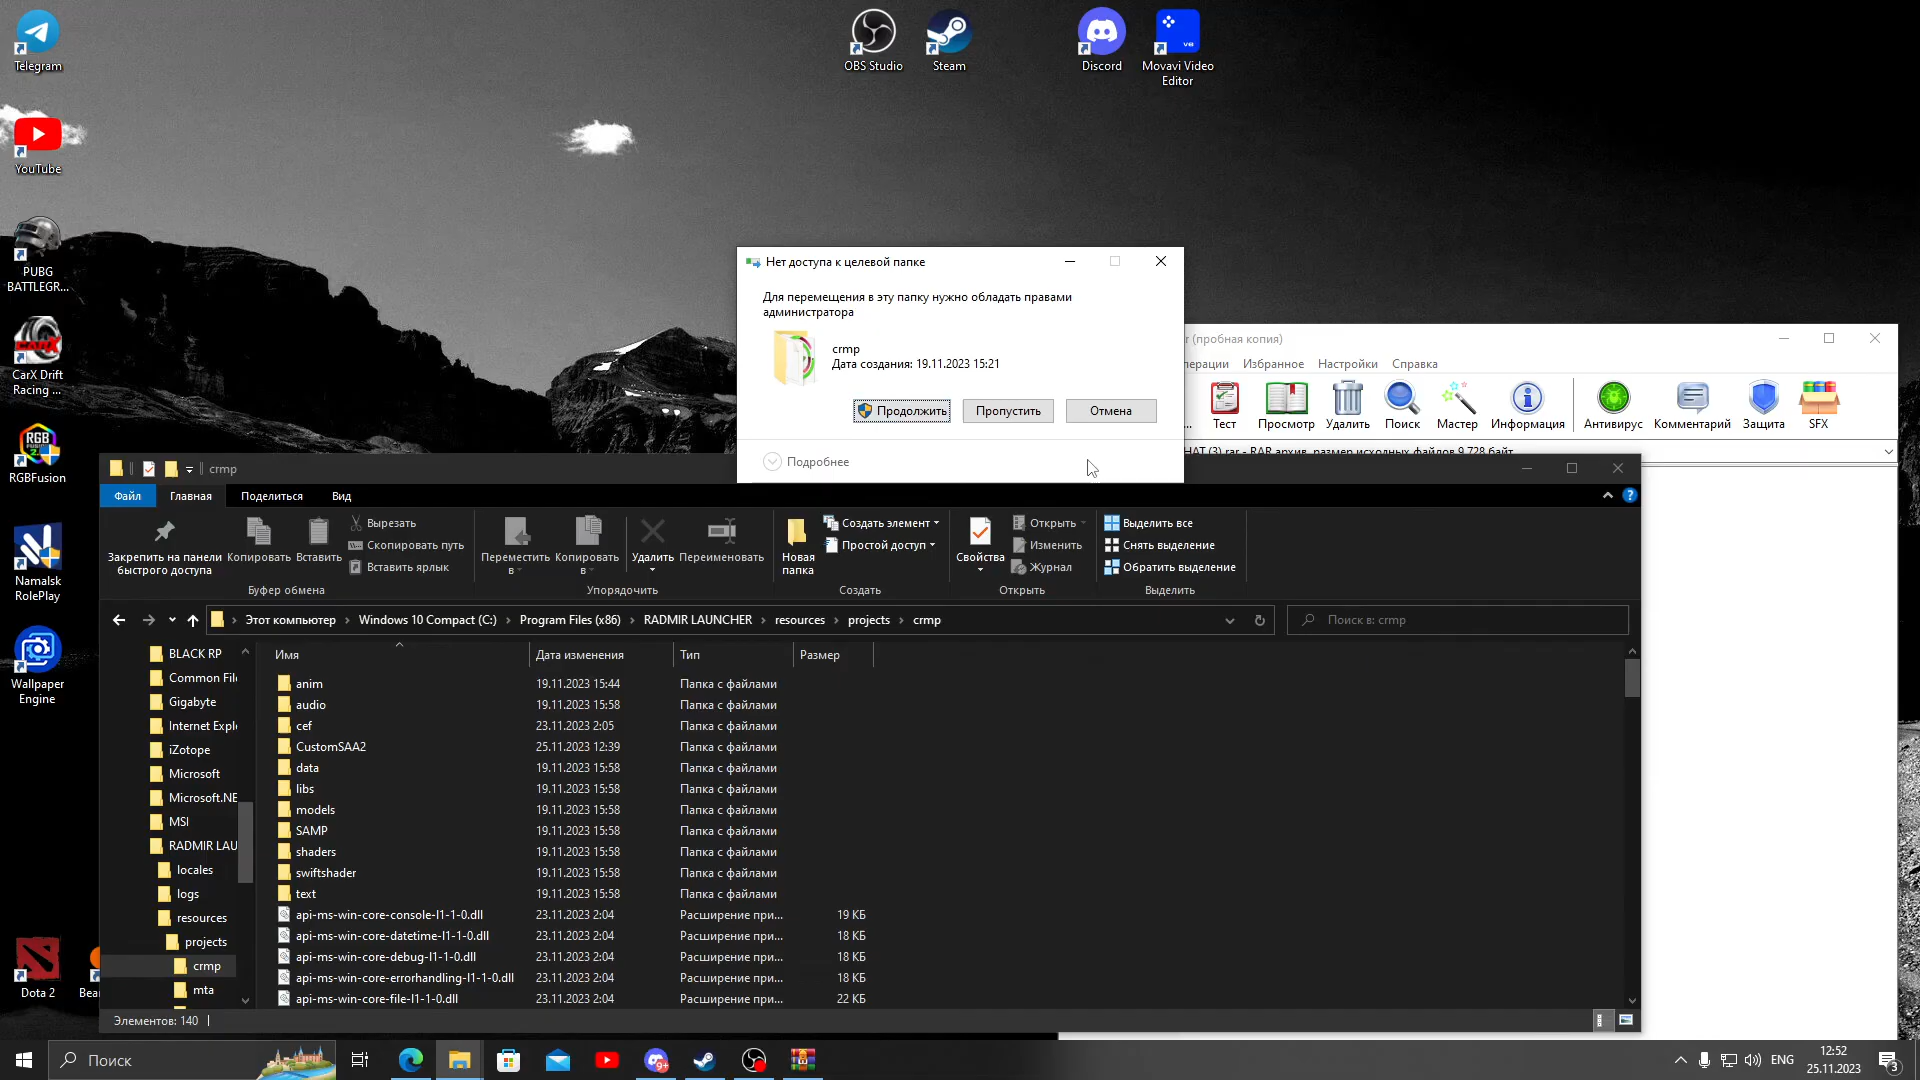 Telegram
OBS Studio
Steam
Discord
Movavi Video
Editor
YouTube
PUBG
BATTLEGR...
CarX Drift
Racing ...
RGBFusion
Namalsk
RolePlay
Wallpaper
Engine
Dota 2
Нет доступа к целевой папке
Для перемещения в эту папку нужно обладать правами
администратора
crmp
Дата создания: 19.11.2023 15:21
Продолжить
Пропустить
Отмена
Подробнее
(пробная копия)
Избранное
Настройки
Справка
Тест
Просмотр
Удалить
Поиск
Мастер
Информация
Антивирус
Комментарий
Защита
SFX
crmp
Файл
Главная
Поделиться
Вид
Закрепить на панели
быстрого доступа
Копировать
Вставить
Вырезать
Скопировать путь
Вставить ярлык
Буфер обмена
Переместить
в
Копировать
в
Удалить
Переименовать
Упорядочить
Новая
папка
Создать элемент
Простой доступ
Создать
Свойства
Открыть
Изменить
Журнал
Открыть
Выделить все
Снять выделение
Обратить выделение
Выделить
Этот компьютер > Windows 10 Compact (C:) > Program Files (x86) > RADMIR LAUNCHER > resources > projects > crmp
Поиск в: crmp
BLACK RP
Common File
Gigabyte
Internet Explo
iZotope
Microsoft
Microsoft.NE
MSI
RADMIR LAU
locales
logs
resources
projects
crmp
mta
Имя Дата изменения Тип Размер
anim 19.11.2023 15:44 Папка с файлами
audio 19.11.2023 15:58 Папка с файлами
cef 23.11.2023 2:05 Папка с файлами
CustomSAA2 25.11.2023 12:39 Папка с файлами
data 19.11.2023 15:58 Папка с файлами
libs 19.11.2023 15:58 Папка с файлами
models 19.11.2023 15:58 Папка с файлами
SAMP 19.11.2023 15:58 Папка с файлами
shaders 19.11.2023 15:58 Папка с файлами
swiftshader 19.11.2023 15:58 Папка с файлами
text 19.11.2023 15:58 Папка с файлами
api-ms-win-core-console-l1-1-0.dll 23.11.2023 2:04 Расширение при... 19 КБ
api-ms-win-core-datetime-l1-1-0.dll 23.11.2023 2:04 Расширение при... 18 КБ
api-ms-win-core-debug-l1-1-0.dll 23.11.2023 2:04 Расширение при... 18 КБ
api-ms-win-core-errorhandling-l1-1-0.dll 23.11.2023 2:04 Расширение при... 18 КБ
api-ms-win-core-file-l1-1-0.dll 23.11.2023 2:04 Расширение при... 22 КБ
Элементов: 140
Поиск
ENG
12:52
25.11.2023
3